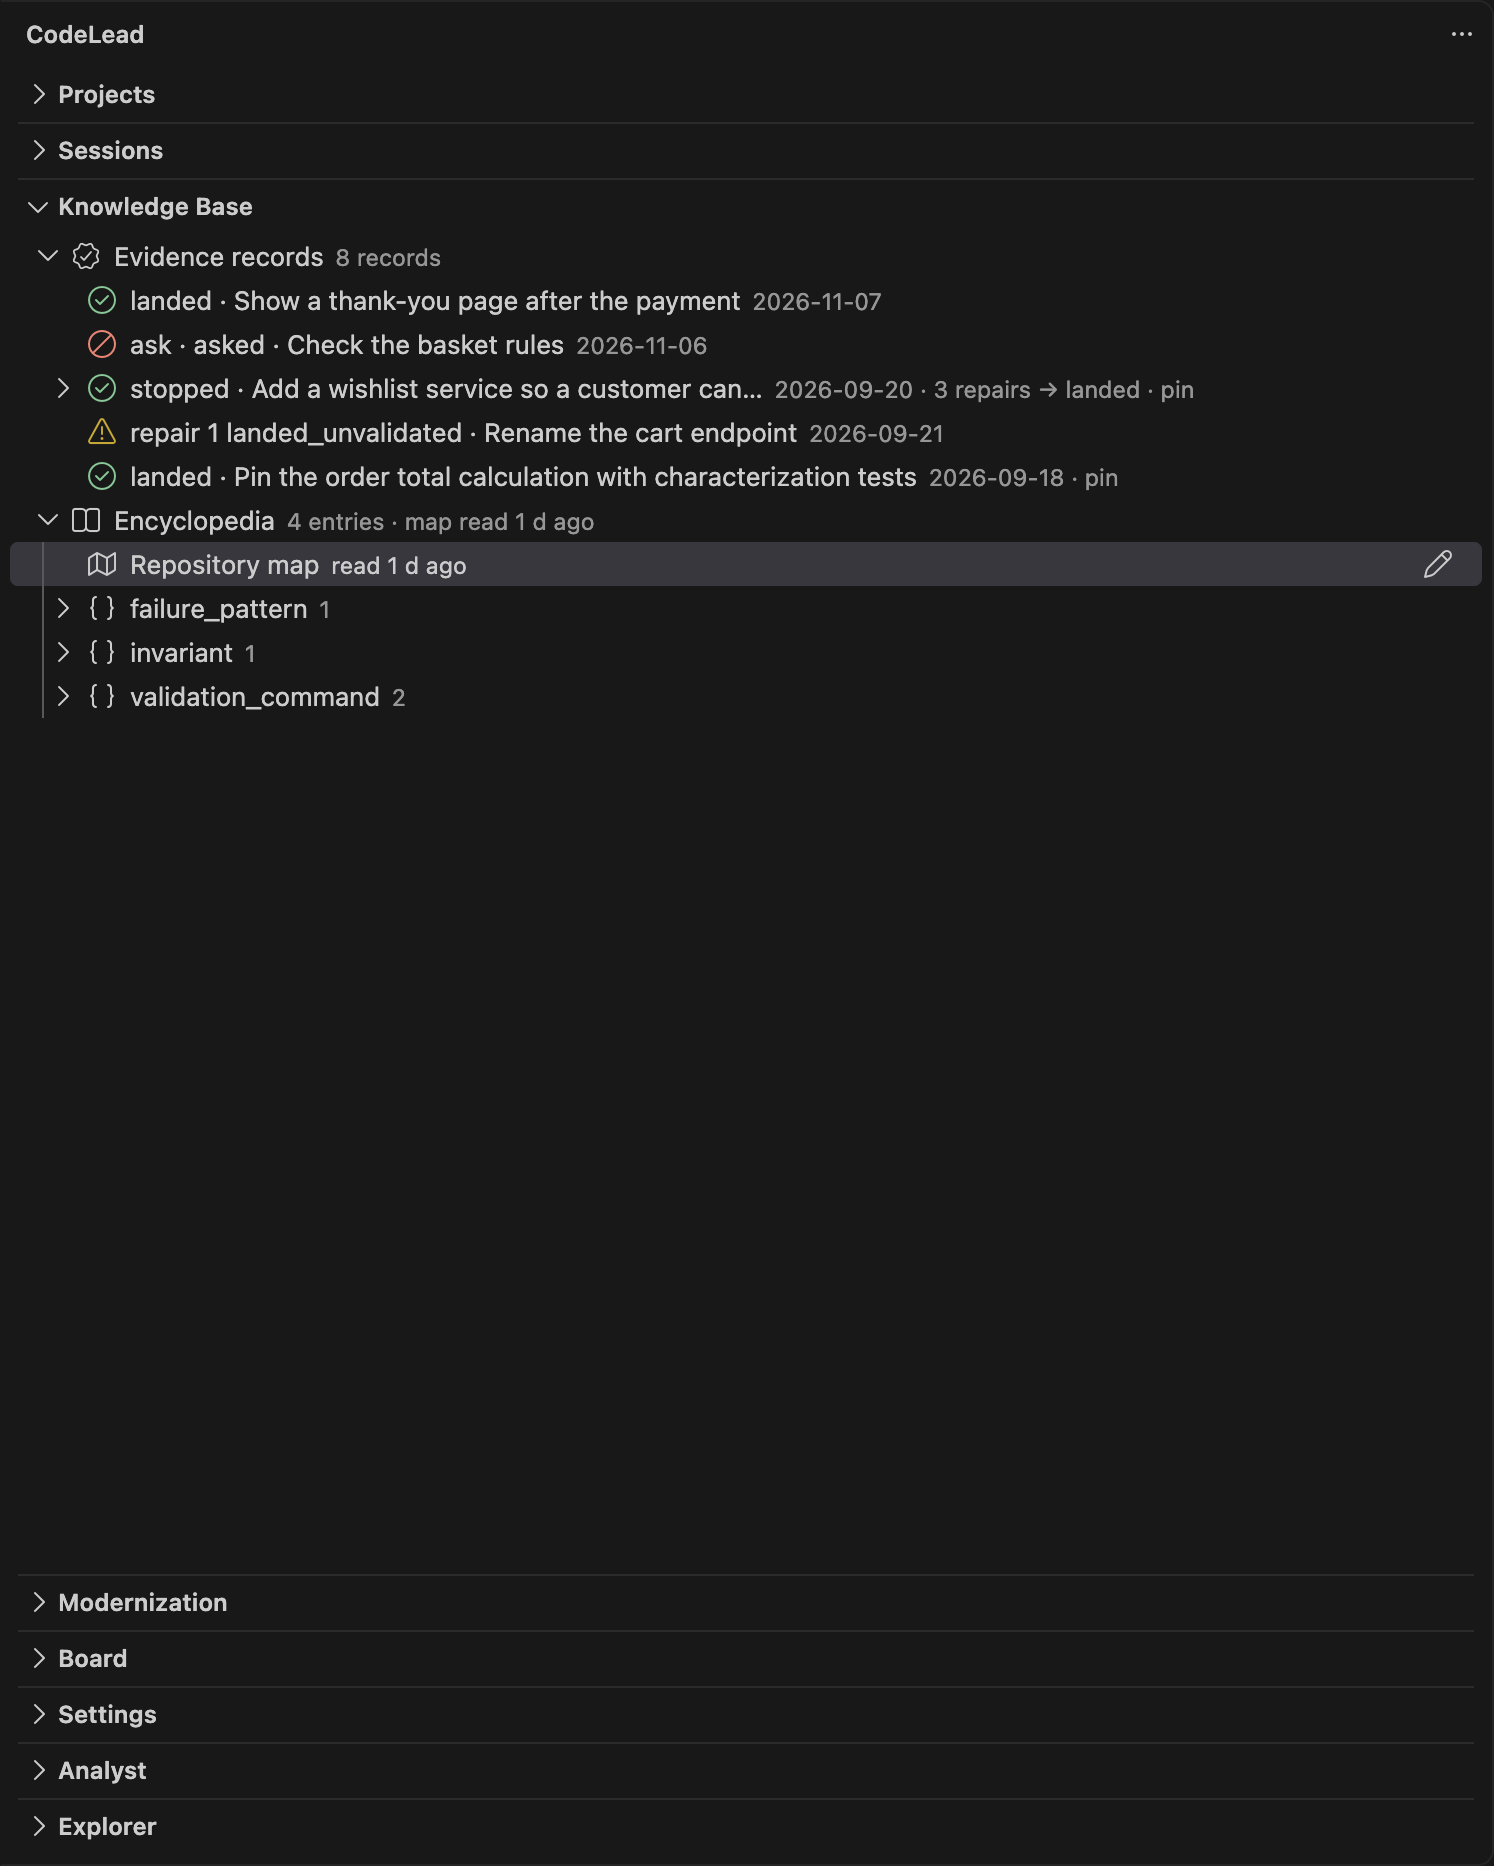 CodeLead
Projects
Sessions
Knowledge Base
Evidence records 8 records
landed · Show a thank-you page after the payment 2026-11-07
ask · asked · Check the basket rules 2026-11-06
stopped · Add a wishlist service so a customer can... 2026-09-20 · 3 repairs → landed · pin
repair 1 landed_unvalidated · Rename the cart endpoint 2026-09-21
landed · Pin the order total calculation with characterization tests 2026-09-18 · pin
Encyclopedia 4 entries · map read 1 d ago
Repository map read 1 d ago
{ } failure_pattern 1
{ } invariant 1
{ } validation_command 2
Modernization
Board
Settings
Analyst
Explorer